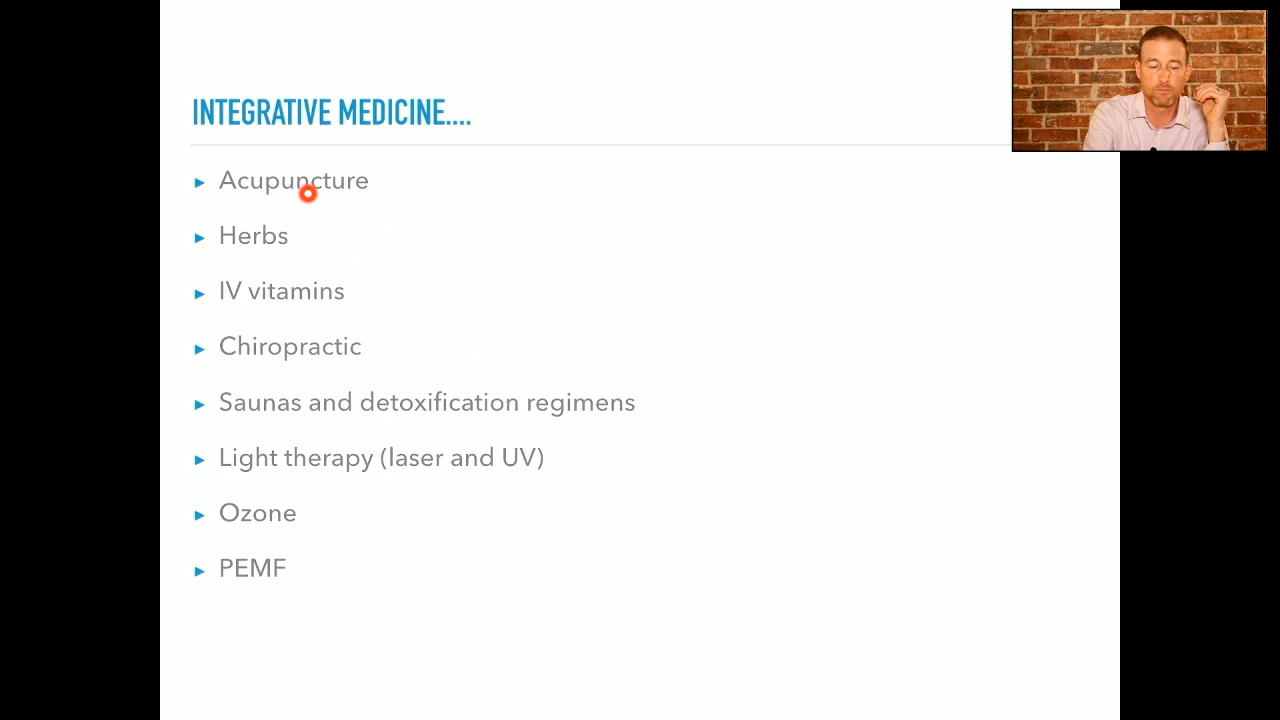 INTEGRATIVE MEDICINE....
► Acupuncture
► Herbs
► IV vitamins
► Chiropractic
► Saunas and detoxification regimens
► Light therapy (laser and UV)
► Ozone
► PEMF